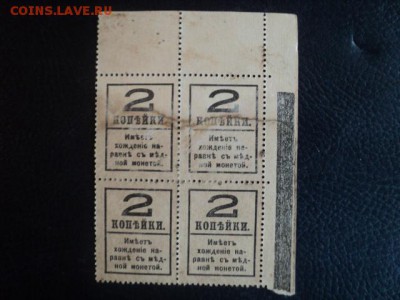 COINS.LAVE.RU
2
КОПѢЙКИ.
Имѣетъ
хожденіе на-
равнѣ съ мѣд-
ной монетой.
2
КОПѢЙКИ.
Имѣетъ
хожденіе на-
равнѣ съ мѣд-
ной монетой.
2
КОПѢЙКИ.
Имѣетъ
хожденіе на-
равнѣ съ мѣд-
ной монетой.
2
КОПѢЙКИ.
Имѣетъ
хожденіе на-
равнѣ съ мѣд-
ной монетой.